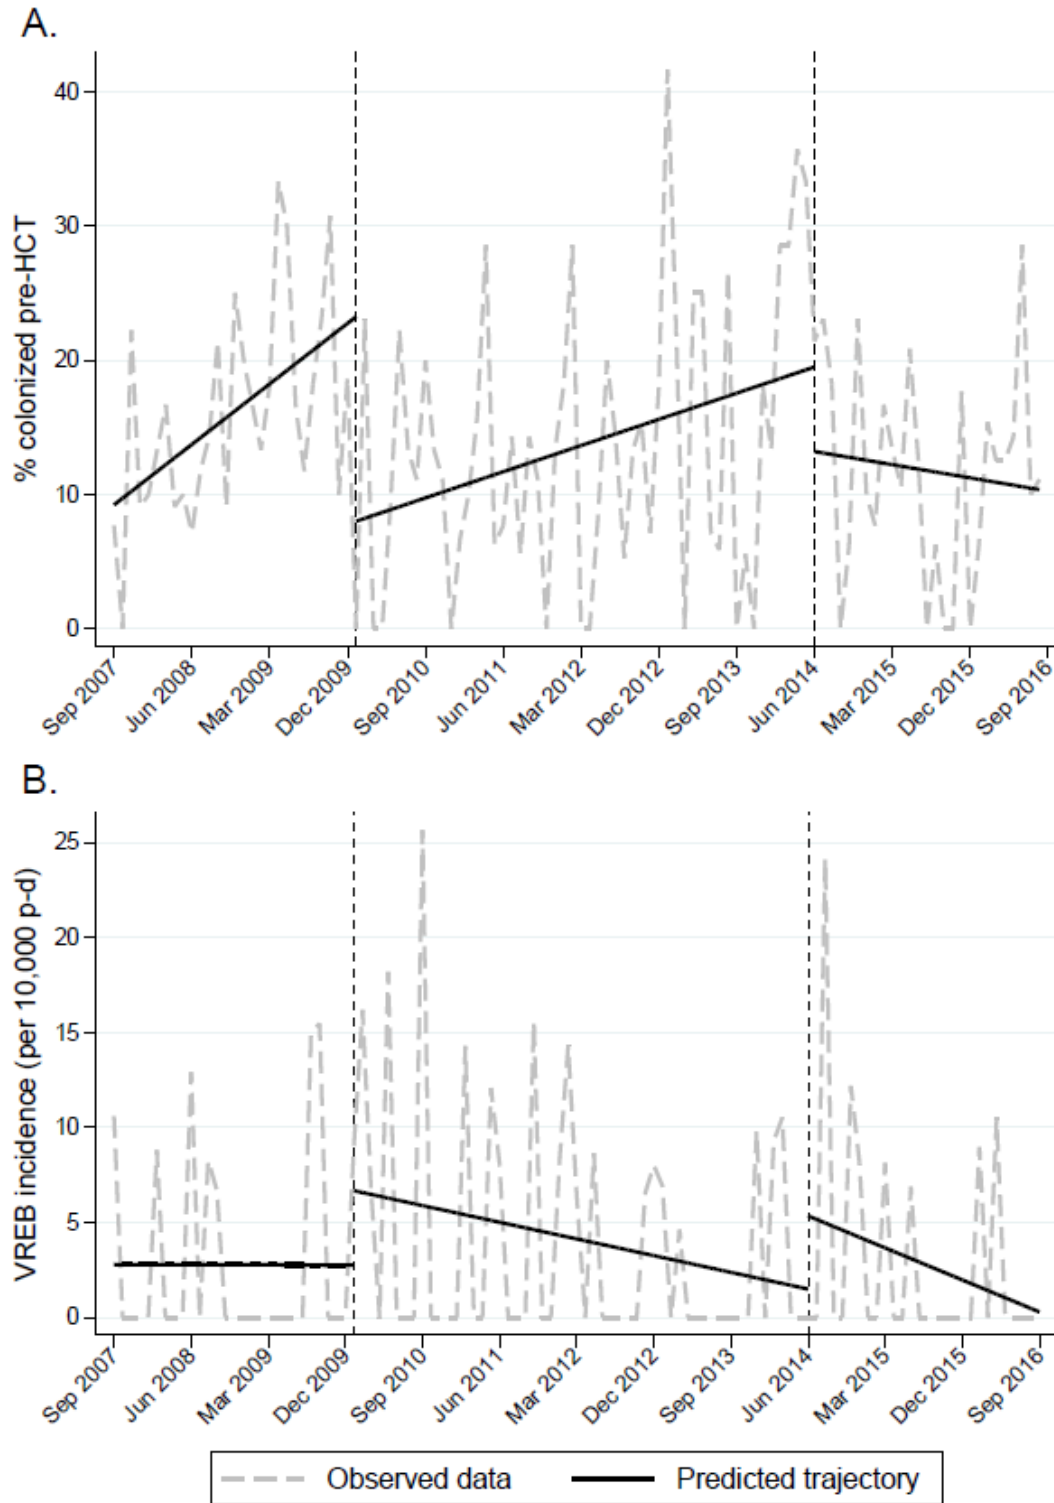 A.
% colonized pre-HCT
40
30
20
10
0
Sep 2007
Jun 2008
Mar 2009
Dec 2009
Sep 2010
Jun 2011
Mar 2012
Dec 2012
Sep 2013
Jun 2014
Mar 2015
Dec 2015
Sep 2016
B.
VREB incidence (per 10,000 p-d)
25
20
15
10
5
0
Sep 2007
Jun 2008
Mar 2009
Dec 2009
Sep 2010
Jun 2011
Mar 2012
Dec 2012
Sep 2013
Jun 2014
Mar 2015
Dec 2015
Sep 2016
Observed data
Predicted trajectory